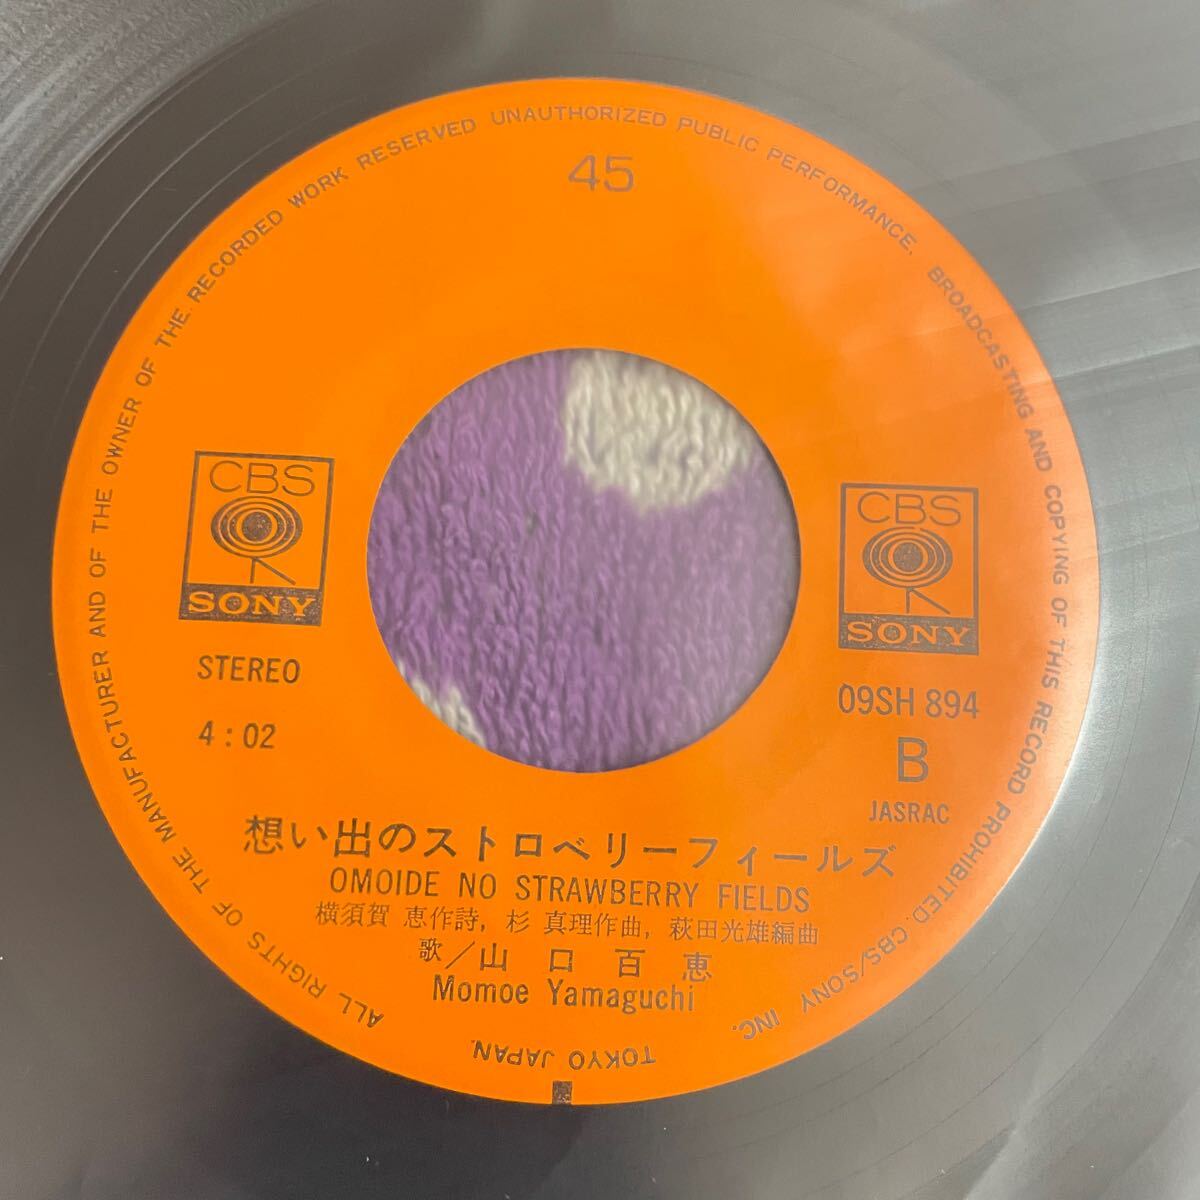 45
CBS
SONY
STEREO
4:02
CBS
SONY
09SH 894
B
JASRAC
想い出のストロベリーフィールズ
OMOIDE NO STRAWBERRY FIELDS
横須賀 恵作詩, 杉 真理作曲, 萩田光雄編曲
歌/山口百恵
Momoe Yamaguchi
ALL RIGHTS OF THE MANUFACTURER AND OF THE OWNER OF THE RECORDED WORK RESERVED UNAUTHORIZED PUBLIC PERFORMANCE. BROADCASTING AND COPYING OF THIS RECORD PROHIBITED. CBS/SONY INC. TOKYO JAPAN.